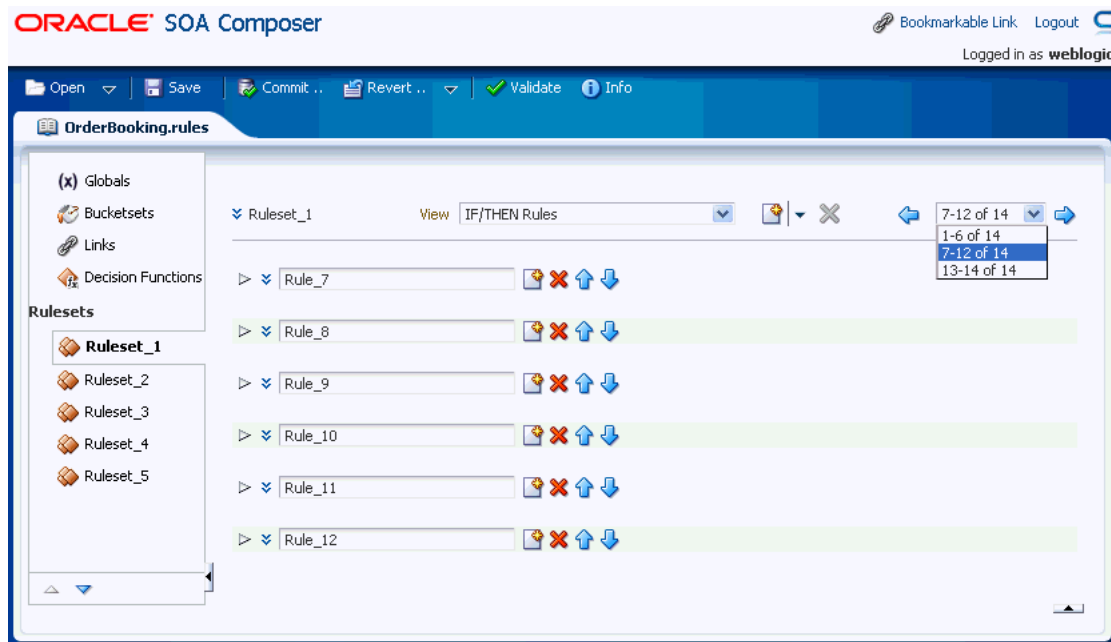 ORACLE SOA Composer
Bookmarkable Link Logout
Logged in as weblogic
Open Save Commit .. Revert .. Validate Info
OrderBooking.rules
(x) Globals
Bucketsets
Links
Decision Functions
Rulesets
Ruleset_1
Ruleset_2
Ruleset_3
Ruleset_4
Ruleset_5
Ruleset_1 View IF/THEN Rules 7-12 of 14
1-6 of 14
7-12 of 14
13-14 of 14
Rule_7
Rule_8
Rule_9
Rule_10
Rule_11
Rule_12